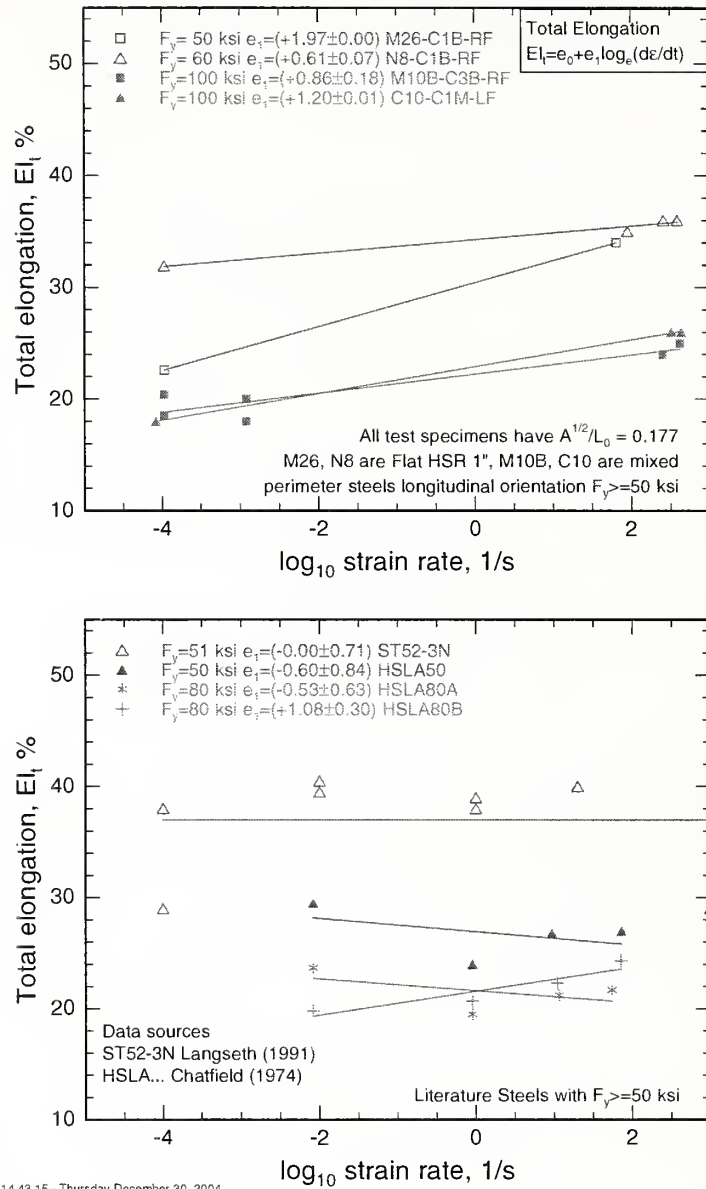 Total Elongation
El_t=e_0+e_1log_e(dε/dt)
F_y= 50 ksi e_1=(+1.97±0.00) M26-C1B-RF
F_y= 60 ksi e_1=(+0.61±0.07) N8-C1B-RF
F_y=100 ksi e_1=(+0.86±0.18) M10B-C3B-RF
F_y=100 ksi e_1=(+1.20±0.01) C10-C1M-LF
Total elongation, El_t %
50
40
30
20
10
All test specimens have A^1/2/L_0 = 0.177
M26, N8 are Flat HSR 1", M10B, C10 are mixed
perimeter steels longitudinal orientation F_y>=50 ksi
-4 -2 0 2
log_10 strain rate, 1/s
F_y=51 ksi e_1=(-0.00±0.71) ST52-3N
F_y=50 ksi e_1=(-0.60±0.84) HSLA50
F_y=80 ksi e_1=(-0.53±0.63) HSLA80A
F_y=80 ksi e_1=(+1.08±0.30) HSLA80B
Total elongation, El_t %
50
40
30
20
10
Data sources
ST52-3N Langseth (1991)
HSLA... Chatfield (1974)
Literature Steels with F_y>=50 ksi
-4 -2 0 2
log_10 strain rate, 1/s
14.43.15 - Thursday December 30, 2004